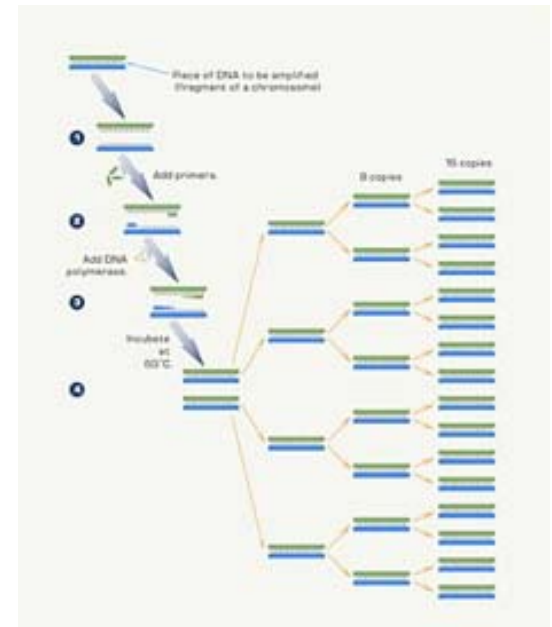 Piece of DNA to be amplified
(fragment of a chromosome)
1
Add primers.
2
Add DNA
polymerase.
3
Incubate
at
60°C.
4
8 copies
16 copies